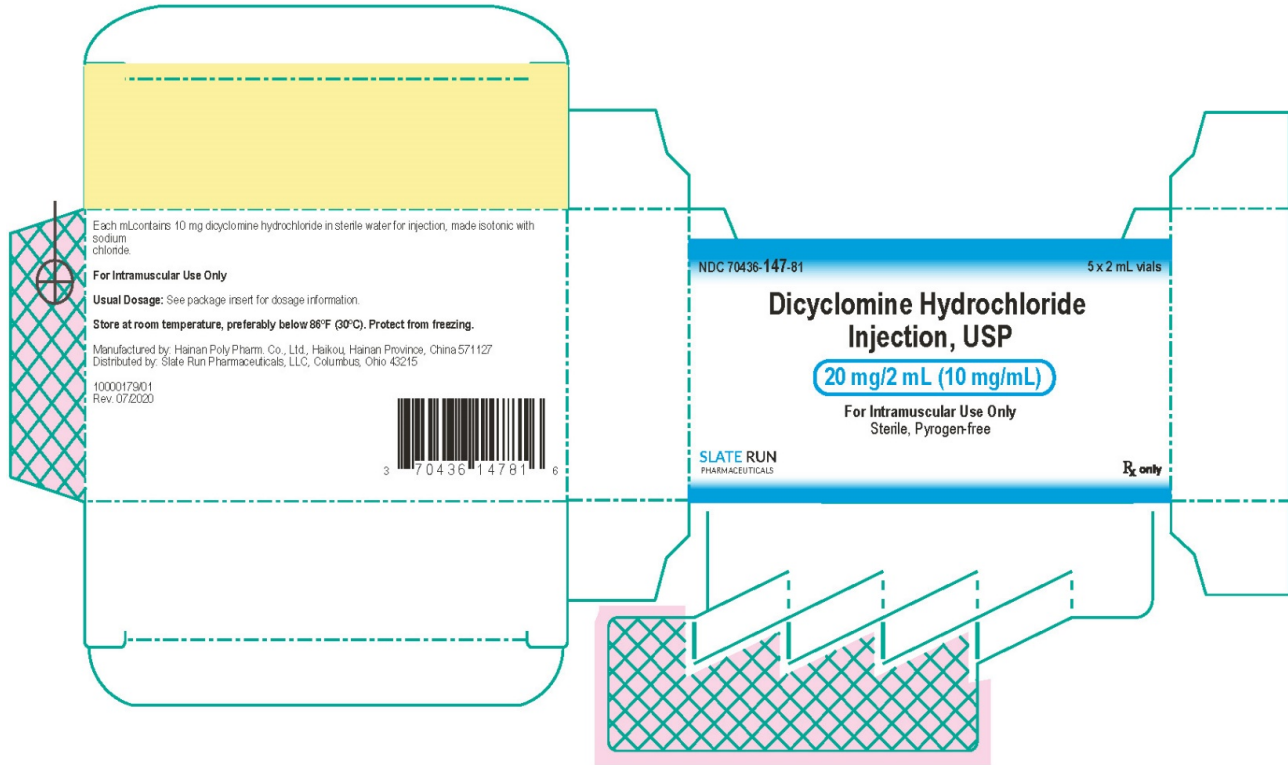 Each mLcontains 10 mg dicyclomine hydrochloride in sterile water for injection, made isotonic with
sodium
chloride.
For Intramuscular Use Only
Usual Dosage: See package insert for dosage information.
Store at room temperature, preferably below 86°F (30°C). Protect from freezing.
Manufactured by: Hainan Poly Pharm. Co., Ltd., Haikou, Hainan Province, China 571127
Distributed by: Slate Run Pharmaceuticals, LLC, Columbus, Ohio 43215
10000179/01
Rev. 07/2020
3 70436 14781 6
NDC 70436-147-81 5 x 2 mL vials
Dicyclomine Hydrochloride
Injection, USP
20 mg/2 mL (10 mg/mL)
For Intramuscular Use Only
Sterile, Pyrogen-free
SLATE RUN
PHARMACEUTICALS
Rx only